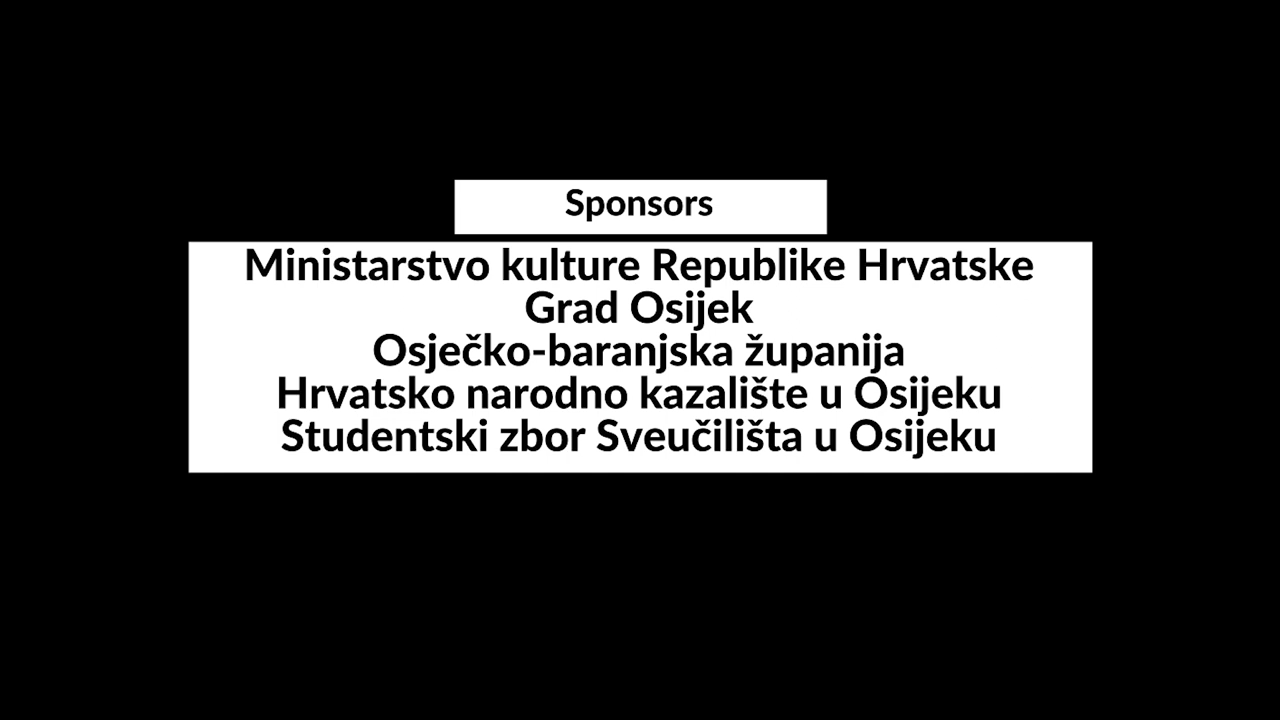 Sponsors
Ministarstvo kulture Republike Hrvatske
Grad Osijek
Osječko-baranjska županija
Hrvatsko narodno kazalište u Osijeku
Studentski zbor Sveučilišta u Osijeku